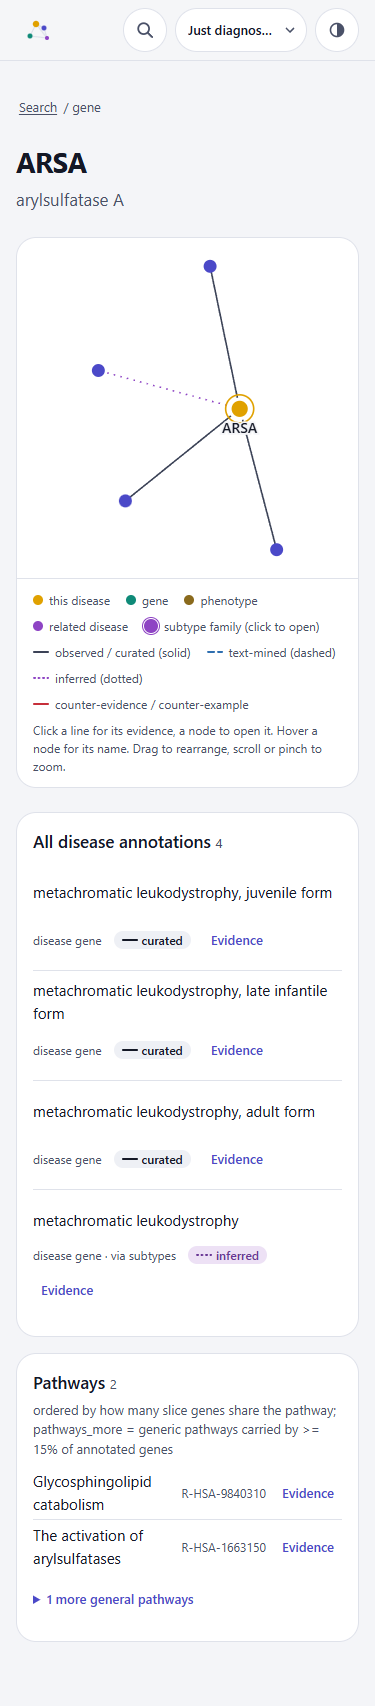 Just diagnos...
Search / gene
ARSA
arylsulfatase A
ARSA
this disease gene phenotype
related disease subtype family (click to open)
observed / curated (solid) text-mined (dashed)
inferred (dotted)
counter-evidence / counter-example
Click a line for its evidence, a node to open it. Hover a
node for its name. Drag to rearrange, scroll or pinch to
zoom.
All disease annotations 4
metachromatic leukodystrophy, juvenile form
disease gene curated Evidence
metachromatic leukodystrophy, late infantile
form
disease gene curated Evidence
metachromatic leukodystrophy, adult form
disease gene curated Evidence
metachromatic leukodystrophy
disease gene · via subtypes inferred
Evidence
Pathways 2
ordered by how many slice genes share the pathway;
pathways_more = generic pathways carried by >=
15% of annotated genes
Glycosphingolipid
catabolism R-HSA-9840310 Evidence
The activation of
arylsulfatases R-HSA-1663150 Evidence
1 more general pathways